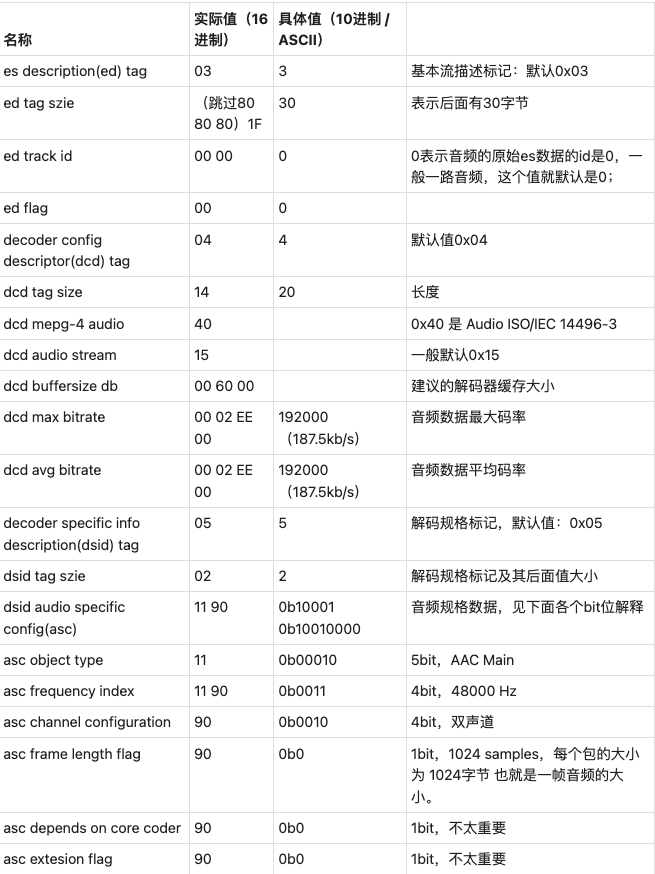 名称
实际值（16
进制）
具体值（10进制 /
ASCII）
es description(ed) tag
03
3
基本流描述标记：默认0x03
ed tag szie
（跳过80
80 80）1F
30
表示后面有30字节
ed track id
00 00
0
0表示音频的原始es数据的id是0，一
般一路音频，这个值就默认是0；
ed flag
00
0
decoder config
descriptor(dcd) tag
04
4
默认值0x04
dcd tag size
14
20
长度
dcd mepg-4 audio
40
0x40 是 Audio ISO/IEC 14496-3
dcd audio stream
15
一般默认0x15
dcd buffersize db
00 60 00
建议的解码器缓存大小
dcd max bitrate
00 02 EE
00
192000
（187.5kb/s）
音频数据最大码率
dcd avg bitrate
00 02 EE
00
192000
（187.5kb/s）
音频数据平均码率
decoder specific info
description(dsid) tag
05
5
解码规格标记，默认值：0x05
dsid tag szie
02
2
解码规格标记及其后面值大小
dsid audio specific
config(asc)
11 90
0b10001
0b10010000
音频规格数据，见下面各个bit位解释
asc object type
11
0b00010
5bit，AAC Main
asc frequency index
11 90
0b0011
4bit，48000 Hz
asc channel configuration
90
0b0010
4bit，双声道
asc frame length flag
90
0b0
1bit，1024 samples，每个包的大小
为 1024字节 也就是一帧音频的大
小。
asc depends on core coder
90
0b0
1bit，不太重要
asc extesion flag
90
0b0
1bit，不太重要